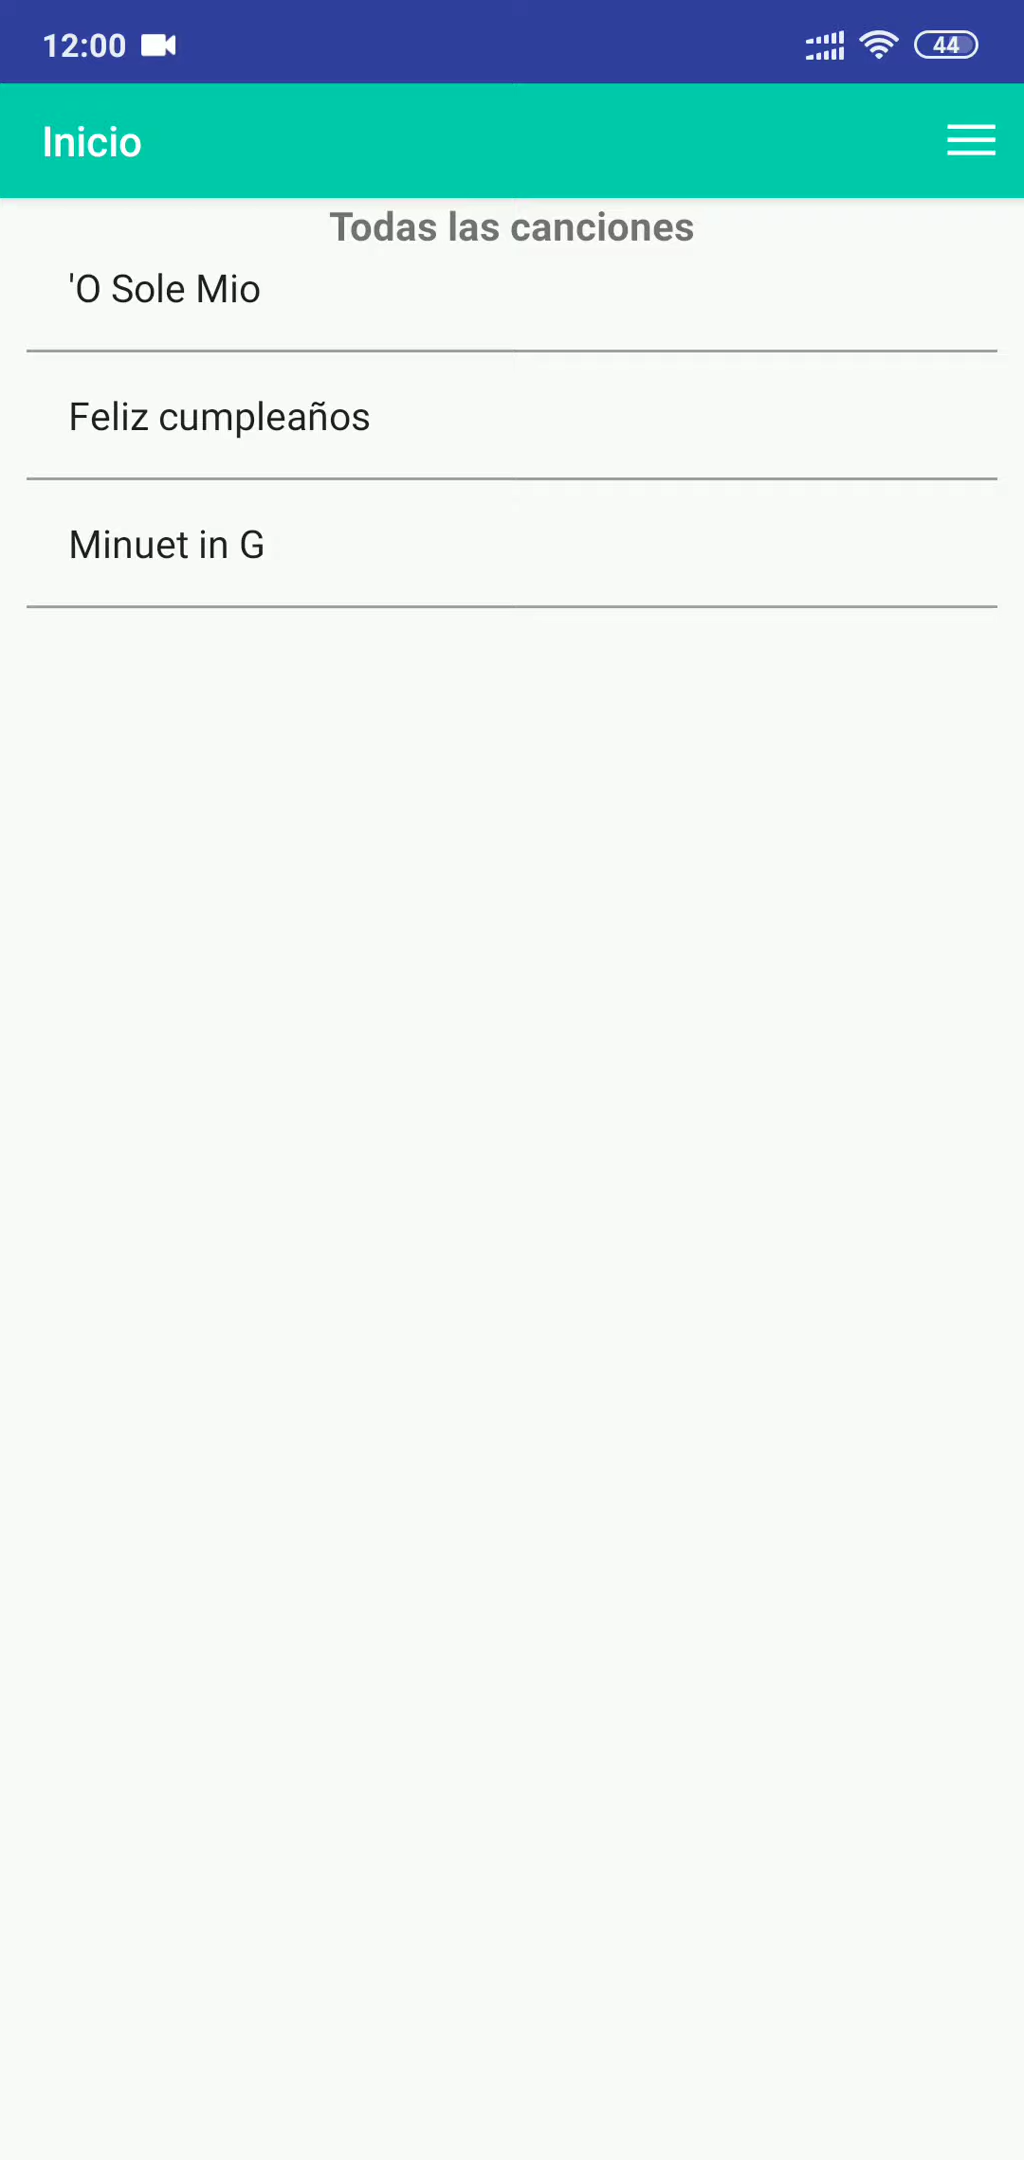 12:00
44
Inicio
Todas las canciones
'O Sole Mio
Feliz cumpleaños
Minuet in G